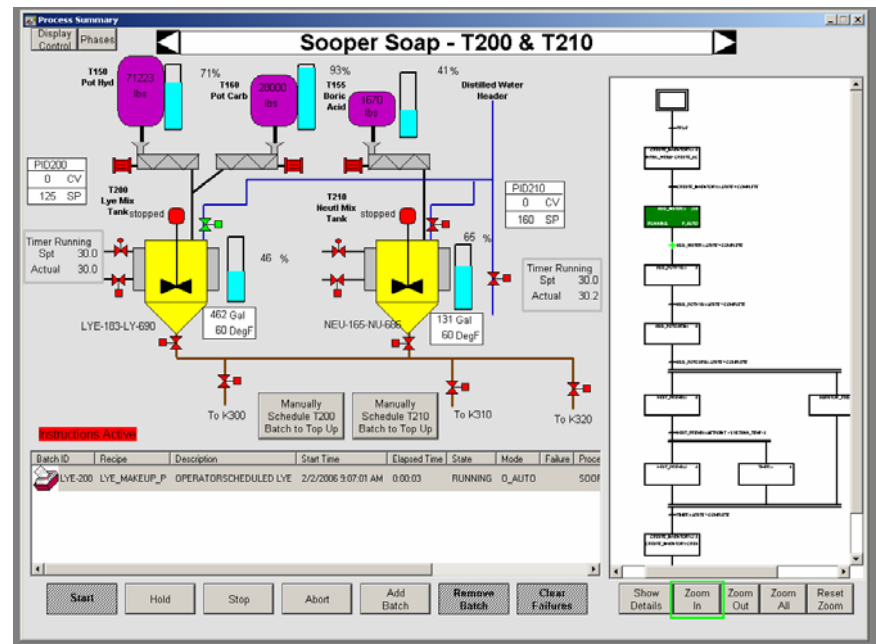 Process Summary
Display Control
Phases
Sooper Soap - T200 & T210
T150
Pot Hyd
71223
lbs
71%
T160
Pot Carb
28000
lbs
93%
T155
Boric
Acid
1670
lbs
41%
Distilled Water
Header
PID200
0 CV
125 SP
T200
Lye Mix
Tank
stopped
T210
Neutl Mix
Tank
stopped
PID210
0 CV
160 SP
Timer Running
Spt 30.0
Actual 30.0
46 %
65 %
Timer Running
Spt 30.0
Actual 30.2
462 Gal
60 DegF
131 Gal
60 DegF
LYE-183-LY-690
NEU-165-NU-686
To K300
Manually
Schedule T200
Batch to Top Up
Manually
Schedule T210
Batch to Top Up
To K310
To K320
Instructions Active
Batch ID Recipe Description Start Time Elapsed Time State Mode Failure Proce
LYE-200 LYE_MAKEUP_P OPERATORSCHEDULED LYE 2/2/2006 9:07:01 AM 0:00:03 RUNNING O_AUTO SOOP
Start
Hold
Stop
Abort
Add
Batch
Remove
Batch
Clear
Failures
Show
Details
Zoom
In
Zoom
Out
Zoom
All
Reset
Zoom